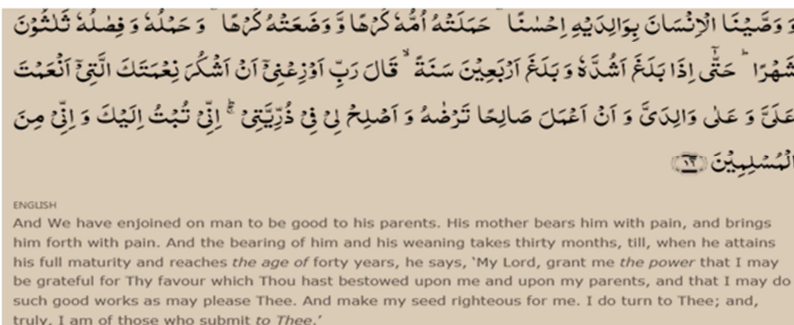 وَ وَصَّيۡنَا الۡاِنۡسَانَ بِوَالِدَيۡهِ اِحۡسٰنًا ؕ حَمَلَتۡهُ اُمُّهٗ كُرۡهًا وَّ وَضَعَتۡهُ كُرۡهًا ؕ وَ حَمۡلُهٗ وَ فِصٰلُهٗ ثَلٰثُوۡنَ
شَهۡرًا ؕ حَتّٰۤى اِذَا بَلَغَ اَشُدَّهٗ وَ بَلَغَ اَرۡبَعِيۡنَ سَنَةً ۙ قَالَ رَبِّ اَوۡزِعۡنِىۡۤ اَنۡ اَشۡكُرَ نِعۡمَتَكَ الَّتِىۡۤ اَنۡعَمۡتَ
عَلَىَّ وَ عَلٰى وَالِدَىَّ وَ اَنۡ اَعۡمَلَ صَالِحًا تَرۡضٰٮهُ وَ اَصۡلِحۡ لِىۡ فِىۡ ذُرِّيَّتِىۡ ۚ اِنِّىۡ تُبۡتُ اِلَيۡكَ وَ اِنِّىۡ مِنَ
الۡمُسۡلِمِيۡنَ ﴿۱۶﴾
ENGLISH
And We have enjoined on man to be good to his parents. His mother bears him with pain, and brings
him forth with pain. And the bearing of him and his weaning takes thirty months, till, when he attains
his full maturity and reaches the age of forty years, he says, ‘My Lord, grant me the power that I may
be grateful for Thy favour which Thou hast bestowed upon me and upon my parents, and that I may do
such good works as may please Thee. And make my seed righteous for me. I do turn to Thee; and,
truly, I am of those who submit to Thee.’